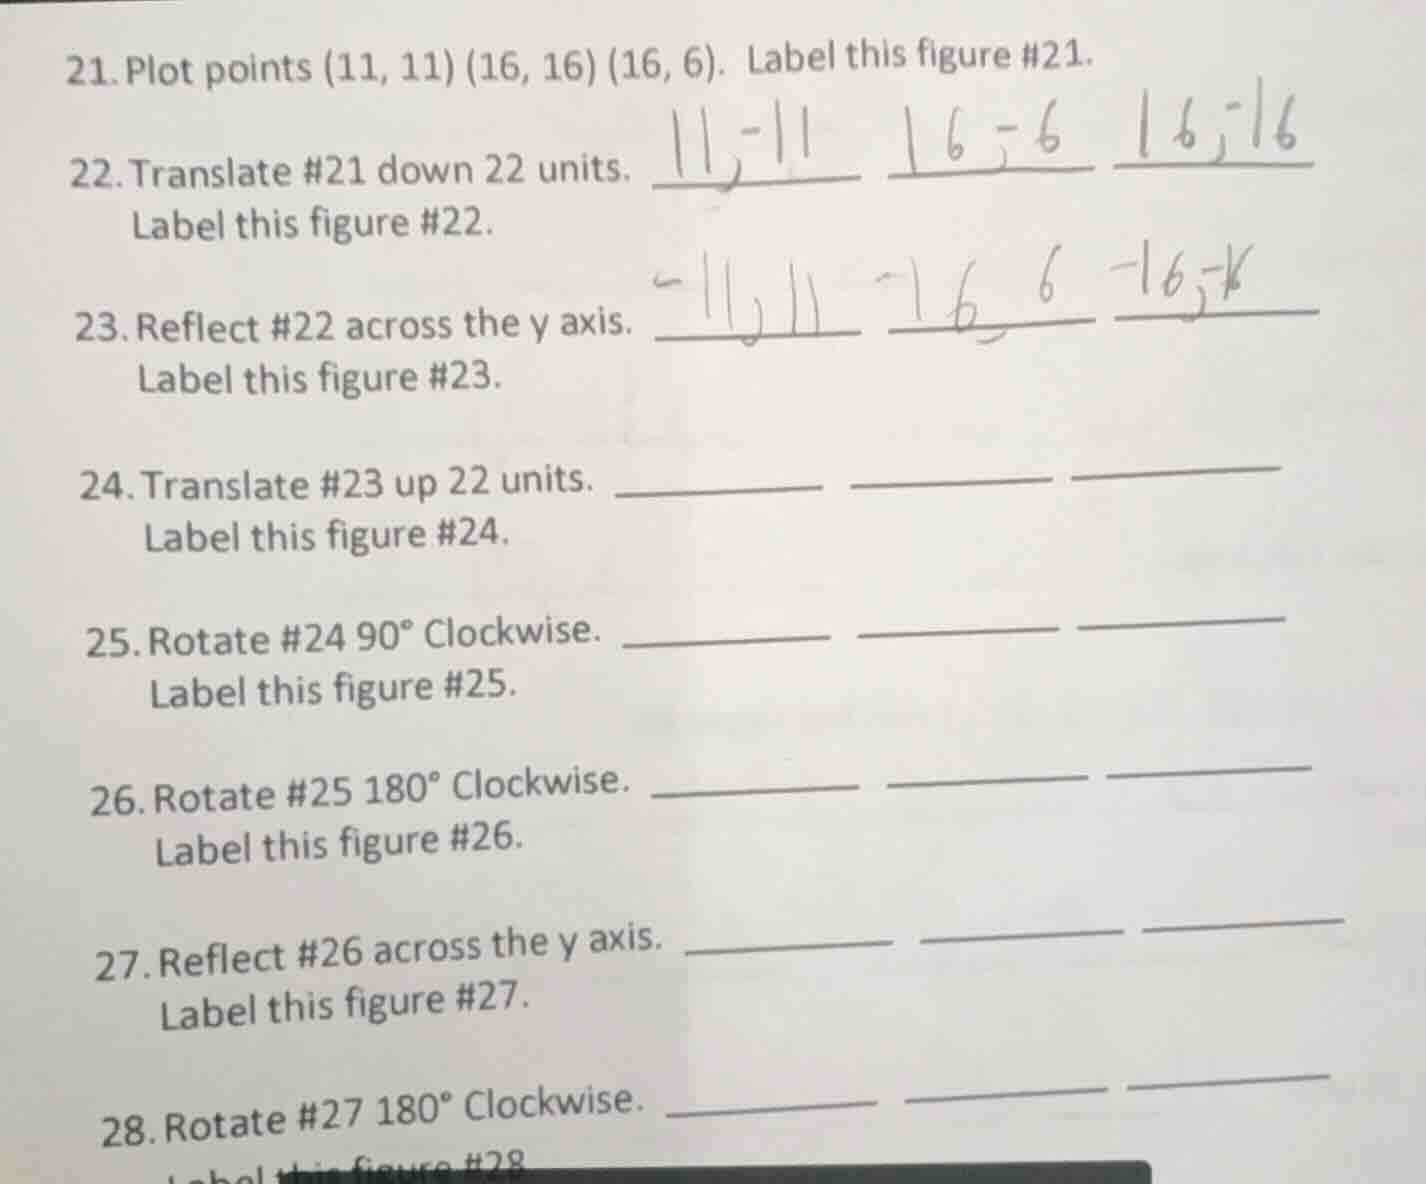 21. Plot points (11, 11) (16, 16) (16, 6). Label this figure #21.
22. Translate #21 down 22 units. 11,-11 16,-6 16,-16
Label this figure #22.
23. Reflect #22 across the y axis. -11,11 -16,6 -16,-
Label this figure #23.
24. Translate #23 up 22 units.
Label this figure #24.
25. Rotate #24 90° Clockwise.
Label this figure #25.
26. Rotate #25 180° Clockwise.
Label this figure #26.
27. Reflect #26 across the y axis.
Label this figure #27.
28. Rotate #27 180° Clockwise.
Label this figure #28